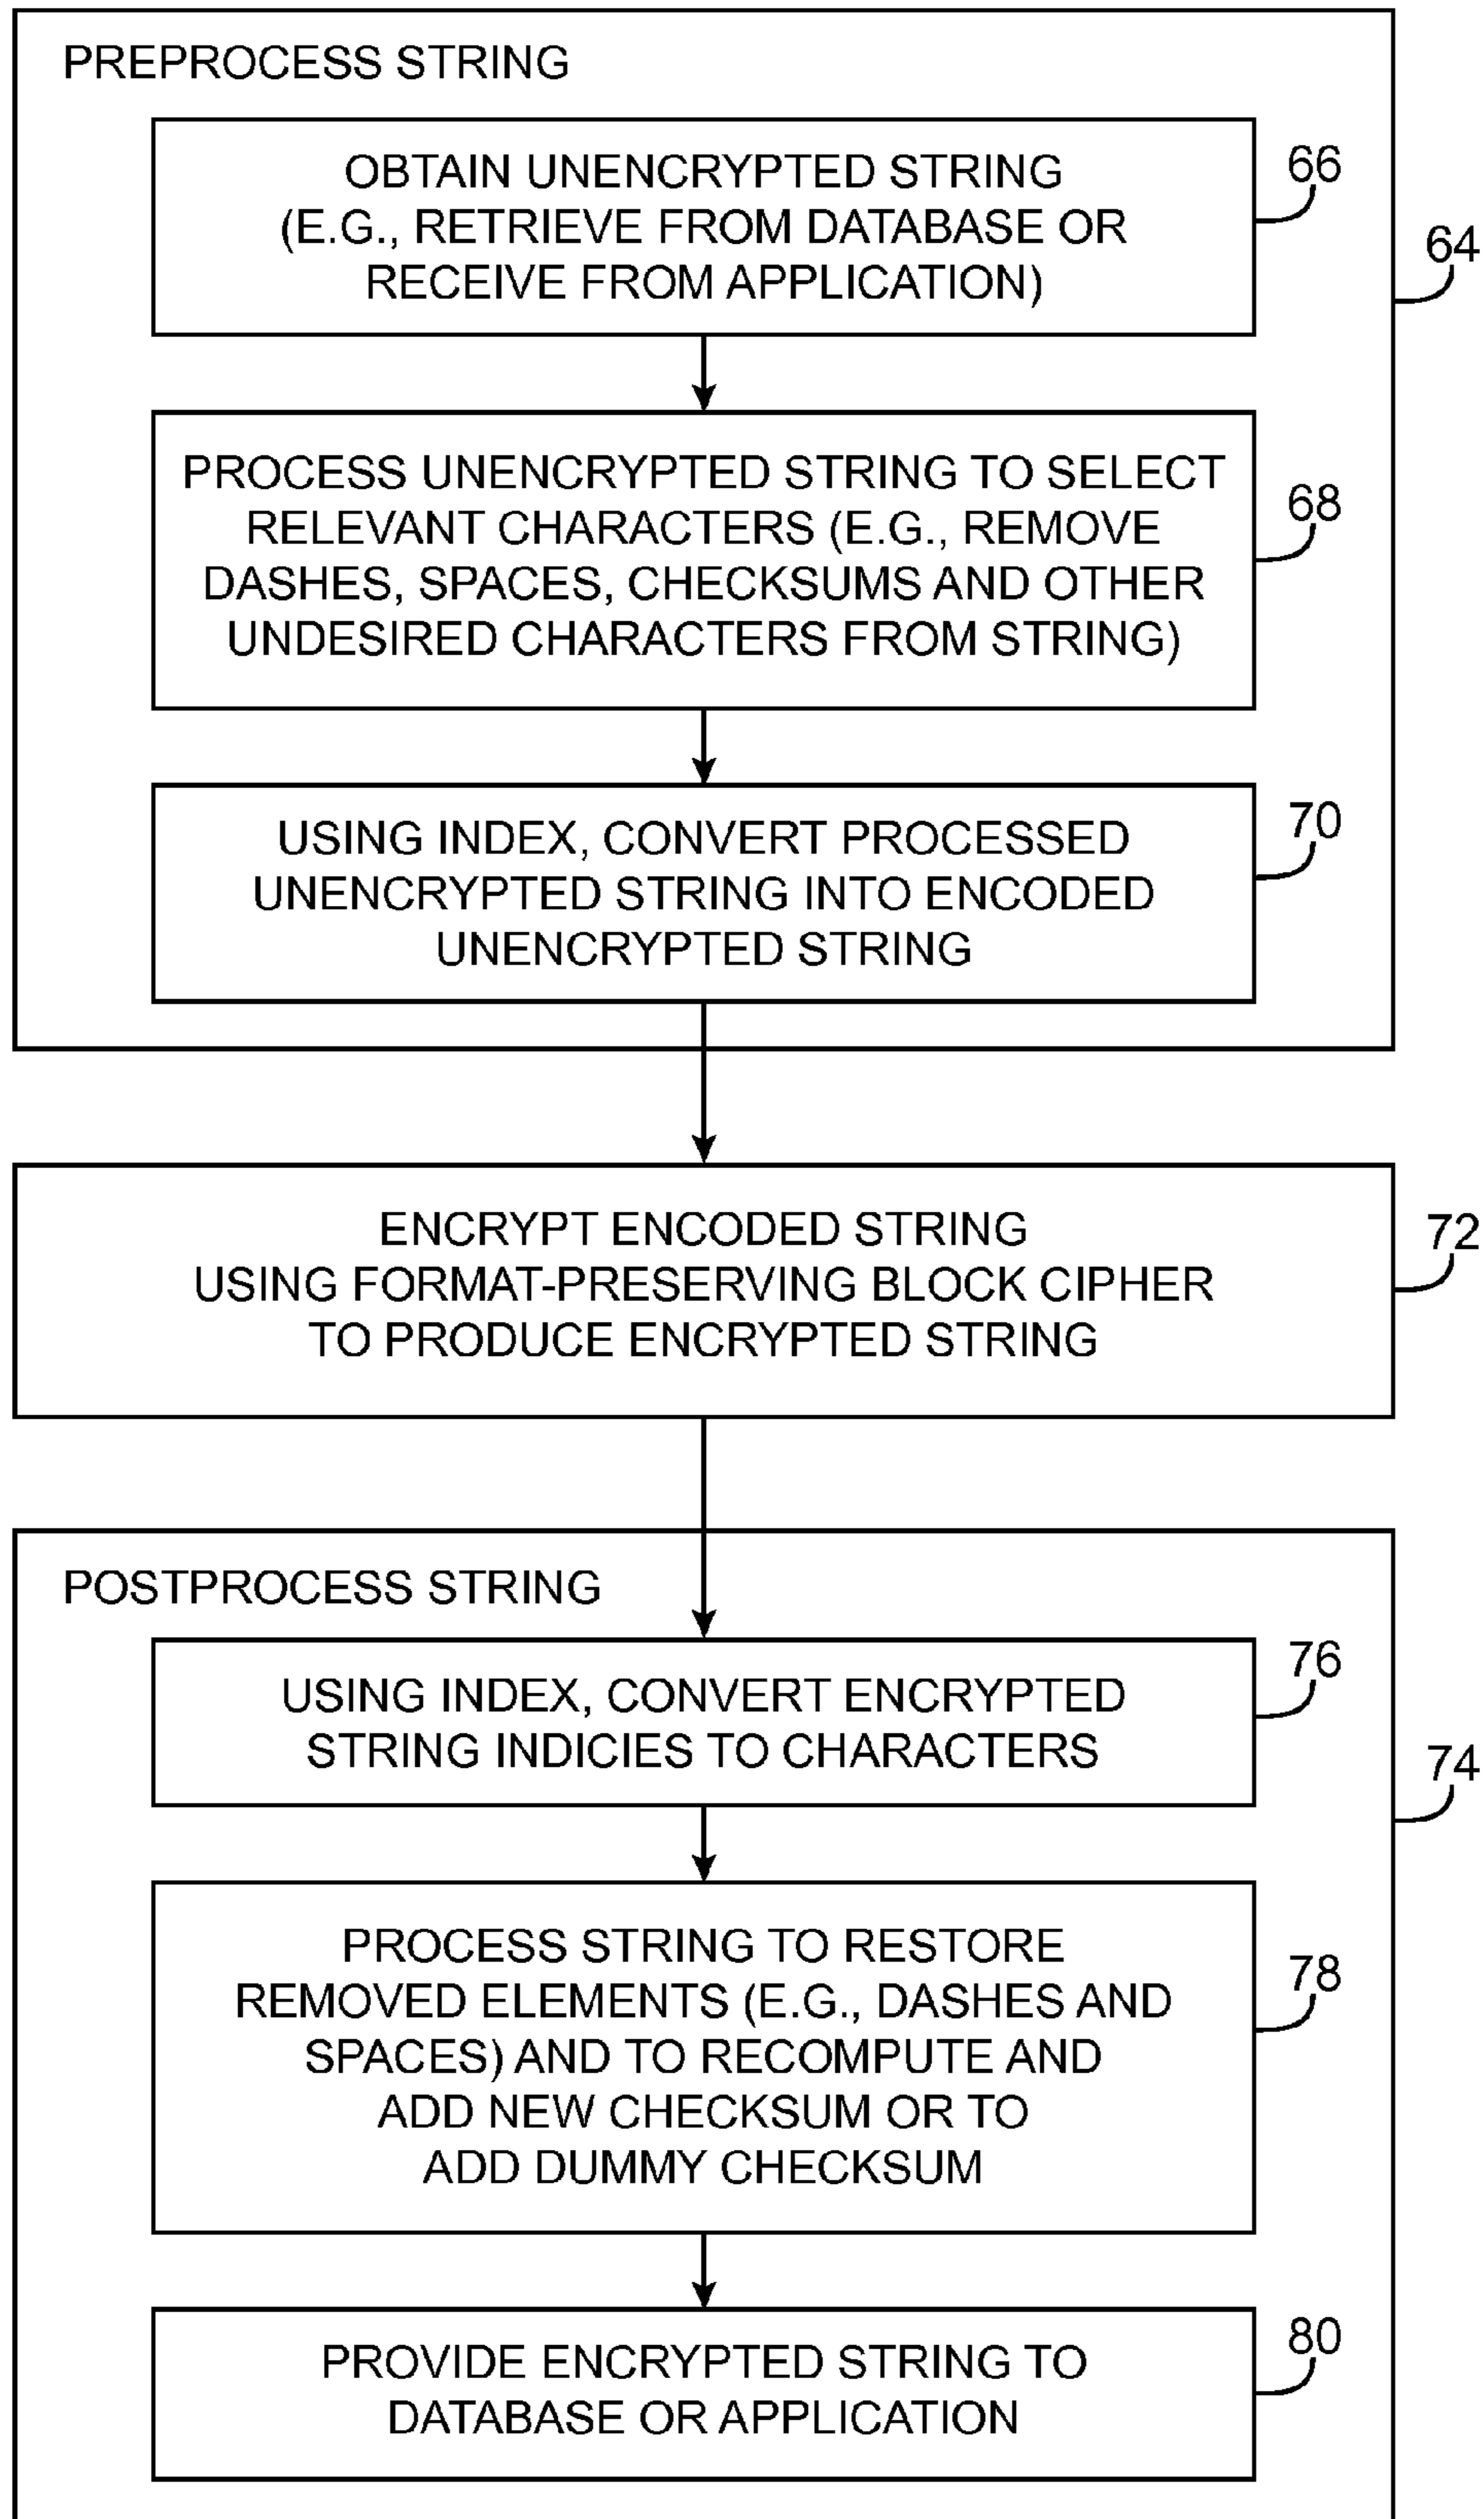 PREPROCESS STRING
OBTAIN UNENCRYPTED STRING
(E.G., RETRIEVE FROM DATABASE OR
RECEIVE FROM APPLICATION)
66
64
PROCESS UNENCRYPTED STRING TO SELECT
RELEVANT CHARACTERS (E.G., REMOVE
DASHES, SPACES, CHECKSUMS AND OTHER
UNDESIRED CHARACTERS FROM STRING)
68
USING INDEX, CONVERT PROCESSED
UNENCRYPTED STRING INTO ENCODED
UNENCRYPTED STRING
70
ENCRYPT ENCODED STRING
USING FORMAT-PRESERVING BLOCK CIPHER
TO PRODUCE ENCRYPTED STRING
72
POSTPROCESS STRING
USING INDEX, CONVERT ENCRYPTED
STRING INDICIES TO CHARACTERS
76
74
PROCESS STRING TO RESTORE
REMOVED ELEMENTS (E.G., DASHES AND
SPACES) AND TO RECOMPUTE AND
ADD NEW CHECKSUM OR TO
ADD DUMMY CHECKSUM
78
PROVIDE ENCRYPTED STRING TO
DATABASE OR APPLICATION
80